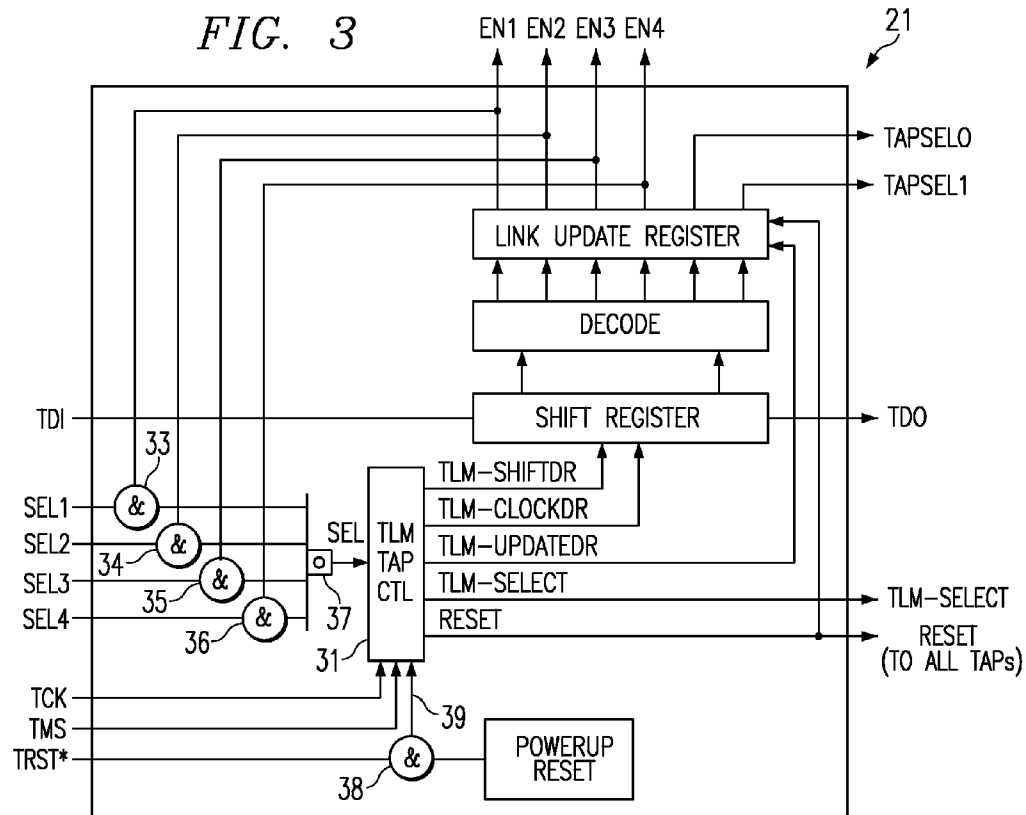 FIG. 3
EN1 EN2 EN3 EN4
21
TAPSEL0
TAPSEL1
LINK UPDATE REGISTER
DECODE
TDI
SHIFT REGISTER
TDO
33
&
SEL1
SEL2
&
34
SEL3
&
35
SEL4
&
36
SEL
37
TLM
TAP
CTL
31
TLM-SHIFTDR
TLM-CLOCKDR
TLM-UPDATEDR
TLM-SELECT
TLM-SELECT
RESET
RESET
(TO ALL TAPs)
TCK
TMS
TRST*
39
&
38
POWERUP
RESET